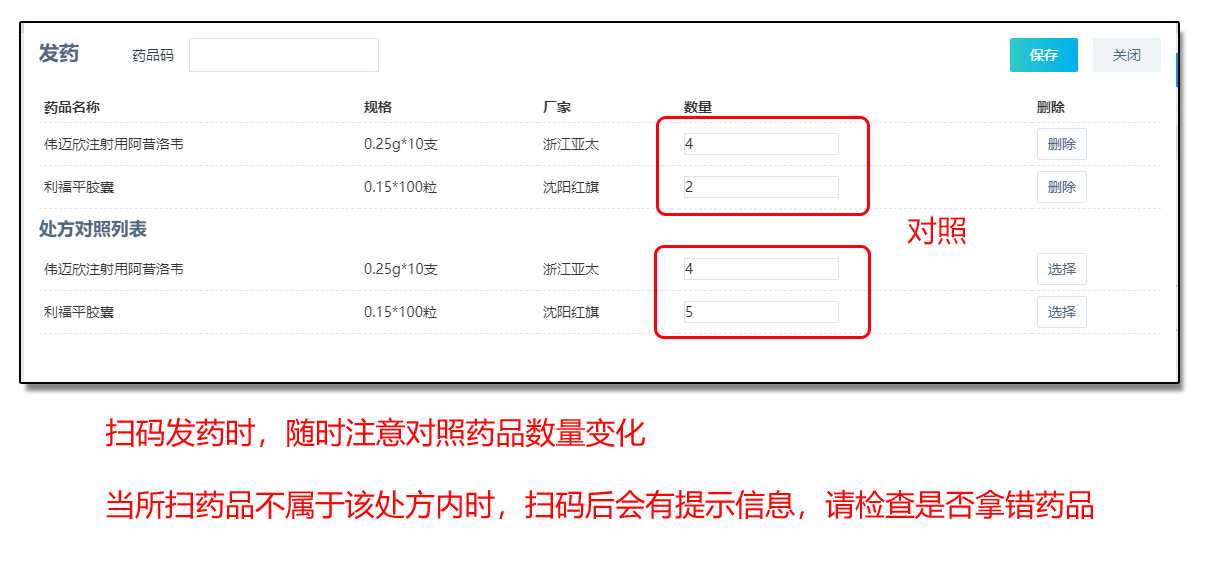 发药 药品码 保存 关闭
药品名称 规格 厂家 数量 删除
伟迈欣注射用阿昔洛韦 0.25g*10支 浙江亚太 4 删除
利福平胶囊 0.15*100粒 沈阳红旗 2 删除
处方对照列表
对照
伟迈欣注射用阿昔洛韦 0.25g*10支 浙江亚太 4 选择
利福平胶囊 0.15*100粒 沈阳红旗 5 选择
扫码发药时，随时注意对照药品数量变化
当所扫药品不属于该处方内时，扫码后会有提示信息，请检查是否拿错药品